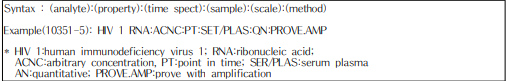 Syntax : (analyte):(property):(time spect):(sample):(scale):(method)
Example(10351-5): HIV 1 RNA:ACNC:PT:SET/PLAS:QN:PROVE.AMP
* HIV 1:human immunodeficiency virus 1; RNA:ribonucleic acid;
ACNC:arbitrary concentration, PT:point in time; SER/PLAS:serum plasma
AN:quantitative; PROVE.AMP:prove with amplification